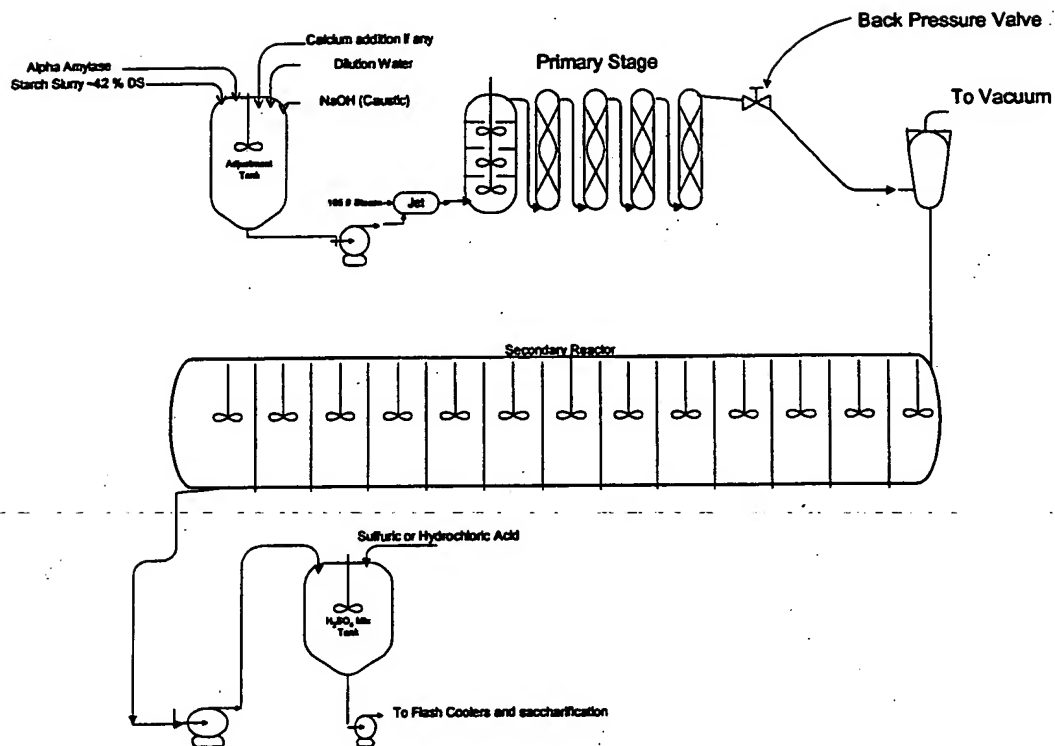 Back Pressure Valve
Calcium addition if any
Alpha Amylase
Dilution Water
Primary Stage
Starch Slurry ~42 % DS
NaOH (Caustic)
To Vacuum
Adjustment
Tank
Steam
Jet
Secondary Reactor
Sulfuric or Hydrochloric Acid
H₂SO₄ Mix
Tank
To Flash Coolers and saccharification